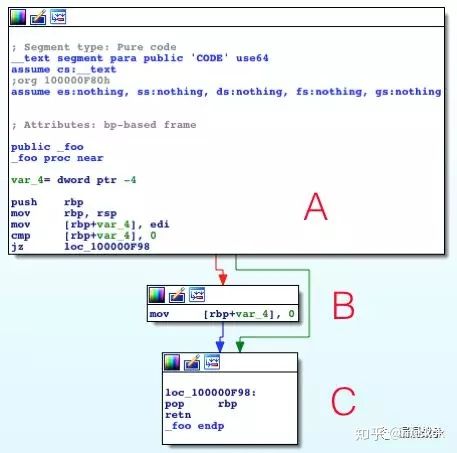 ; Segment type: Pure code
__text segment para public 'CODE' use64
assume cs:__text
;org 100000F80h
assume es:nothing, ss:nothing, ds:nothing, fs:nothing, gs:nothing
; Attributes: bp-based frame
public _foo
_foo proc near
var_4= dword ptr -4
push rbp
mov rbp, rsp
mov [rbp+var_4], edi
cmp [rbp+var_4], 0
jz loc_100000F98
A
mov [rbp+var_4], 0
B
loc_100000F98:
pop rbp
retn
_foo endp
C
知乎